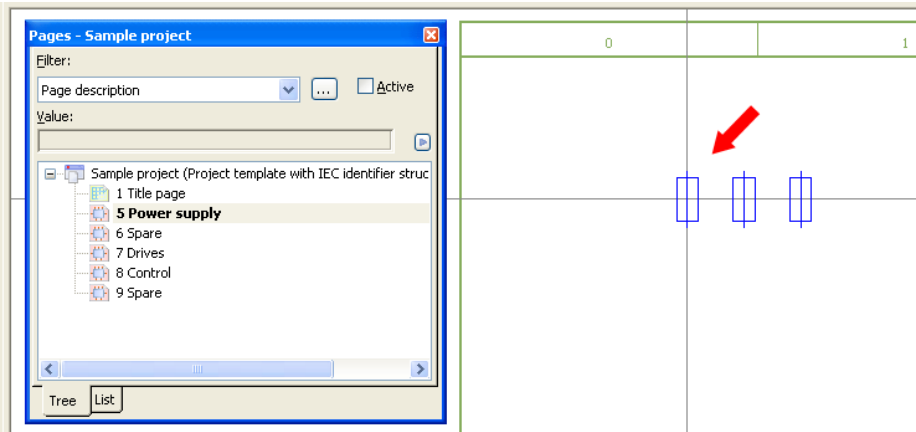 Pages - Sample project
Filter:
Page description
...
Active
Value:
Sample project (Project template with IEC identifier struc
1 Title page
5 Power supply
6 Spare
7 Drives
8 Control
9 Spare
Tree
List
0
1